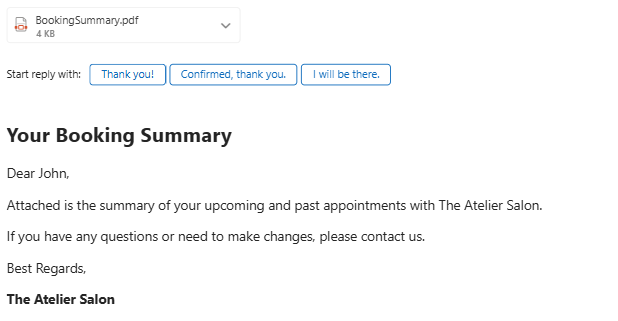 BookingSummary.pdf
4 KB
Start reply with: Thank you! Confirmed, thank you. I will be there.
Your Booking Summary
Dear John,
Attached is the summary of your upcoming and past appointments with The Atelier Salon.
If you have any questions or need to make changes, please contact us.
Best Regards,
The Atelier Salon